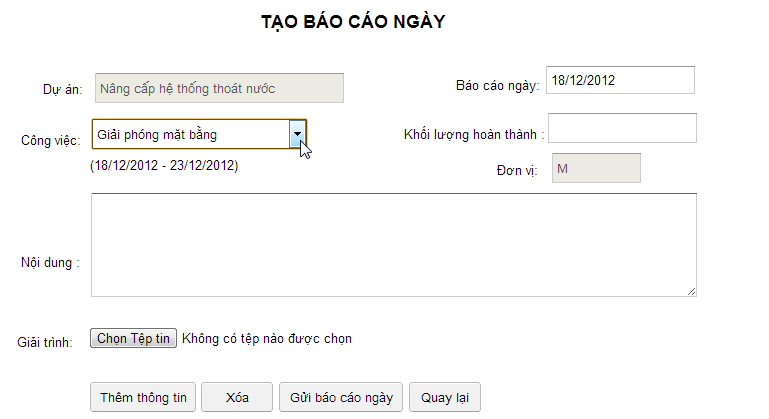 TẠO BÁO CÁO NGÀY
Dự án: Nâng cấp hệ thống thoát nước Báo cáo ngày: 18/12/2012
Công việc: Giải phóng mặt bằng Khối lượng hoàn thành :
(18/12/2012 - 23/12/2012) Đơn vị: M
Nội dung :
Giải trình: Chọn Tệp tin Không có tệp nào được chọn
Thêm thông tin Xóa Gửi báo cáo ngày Quay lại